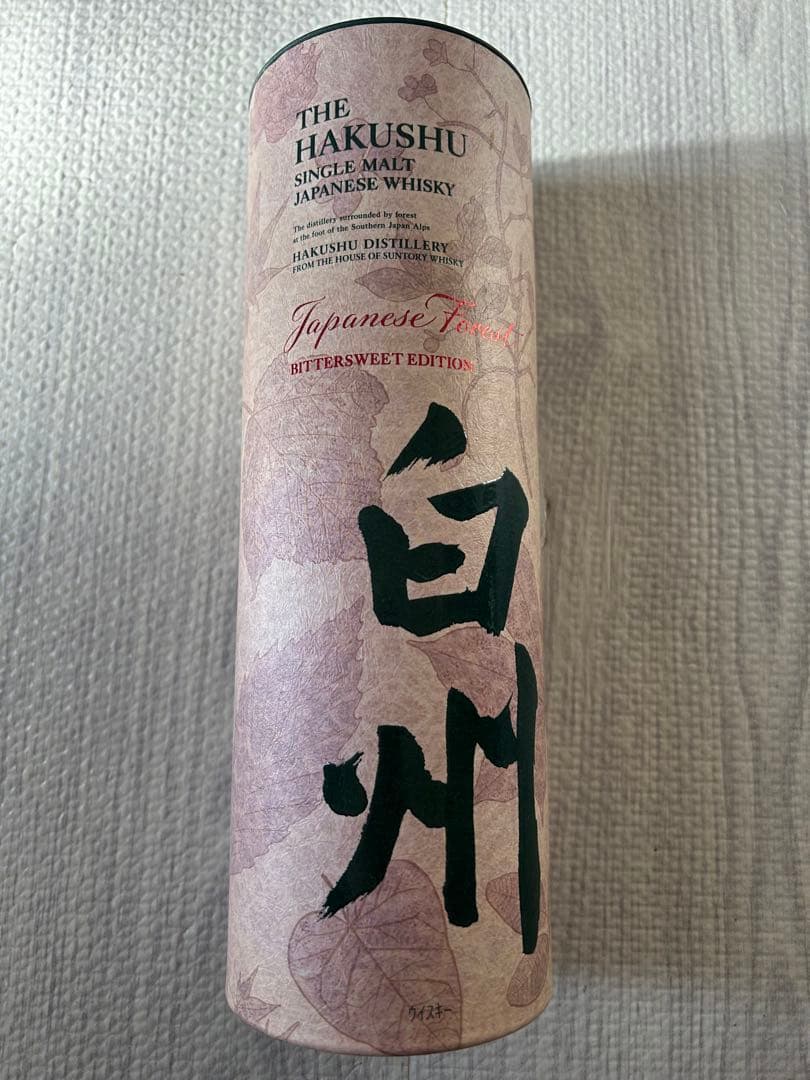 THE
HAKUSHU
SINGLE MALT
JAPANESE WHISKY
The distillery surrounded by forest
at the foot of the Southern Japan Alps
HAKUSHU DISTILLERY
FROM THE HOUSE OF SUNTORY WHISKY
Japanese Forest
BITTERSWEET EDITION
白州
ウイスキー